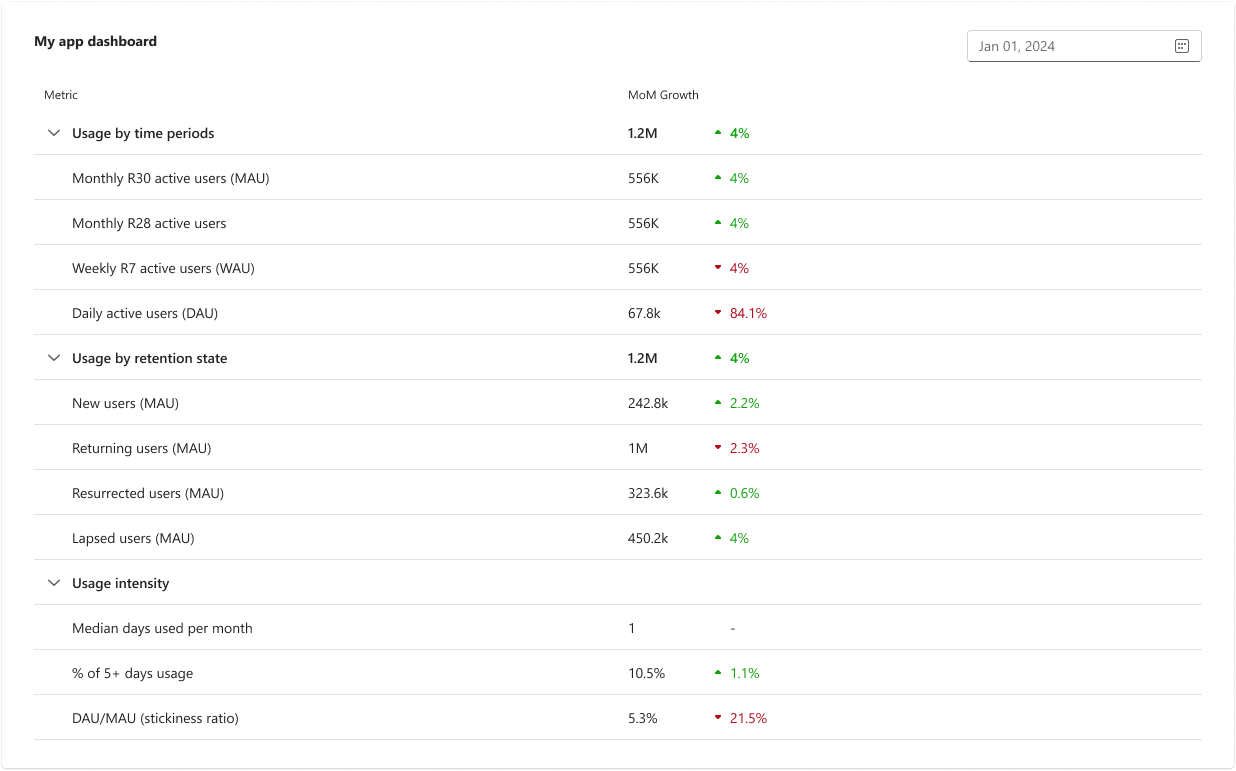 My app dashboard
Jan 01, 2024
Metric MoM Growth
Usage by time periods 1.2M 4%
Monthly R30 active users (MAU) 556K 4%
Monthly R28 active users 556K 4%
Weekly R7 active users (WAU) 556K 4%
Daily active users (DAU) 67.8k 84.1%
Usage by retention state 1.2M 4%
New users (MAU) 242.8k 2.2%
Returning users (MAU) 1M 2.3%
Resurrected users (MAU) 323.6k 0.6%
Lapsed users (MAU) 450.2k 4%
Usage intensity
Median days used per month 1 -
% of 5+ days usage 10.5% 1.1%
DAU/MAU (stickiness ratio) 5.3% 21.5%